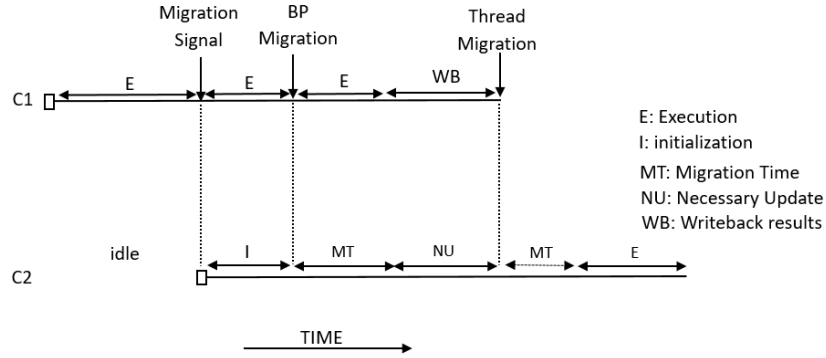 Migration
Signal
BP
Migration
Thread
Migration
E
E
E
WB
C1
E: Execution
I: initialization
MT: Migration Time
NU: Necessary Update
WB: Writeback results
idle
I
MT
NU
MT
E
C2
TIME